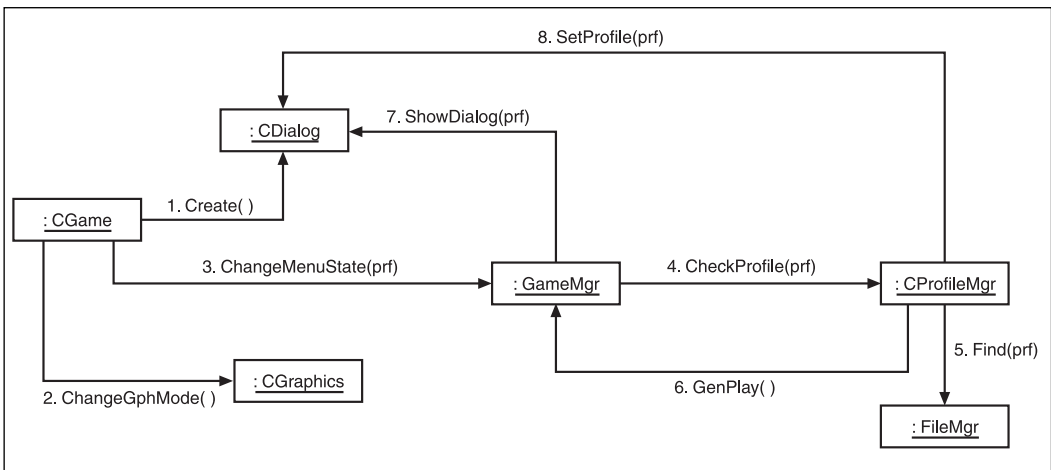 8. SetProfile(prf)
7. ShowDialog(prf)
: CDialog
1. Create( )
: CGame
3. ChangeMenuState(prf)
4. CheckProfile(prf)
: GameMgr
: CProfileMgr
5. Find(prf)
: CGraphics
6. GenPlay( )
2. ChangeGphMode( )
: FileMgr